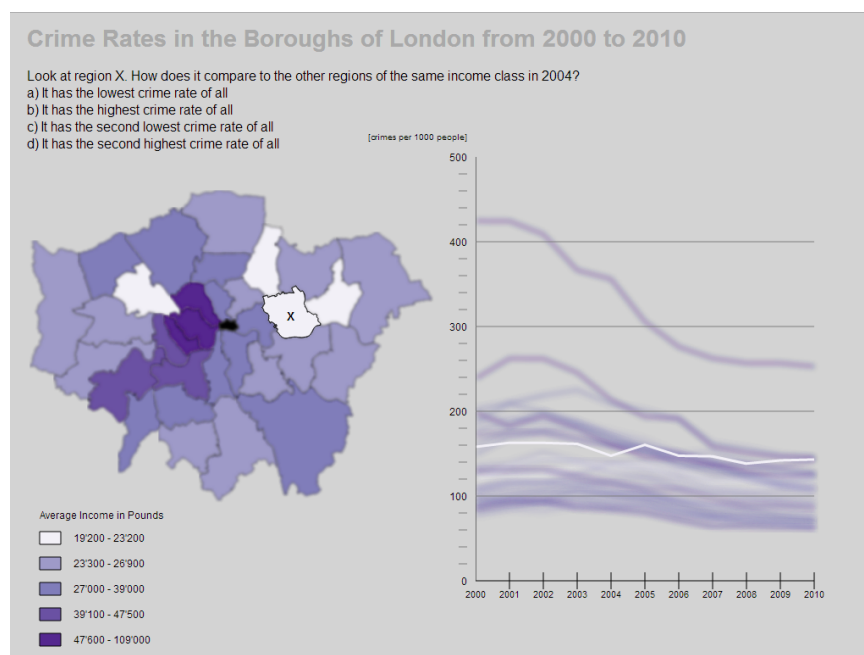 Crime Rates in the Boroughs of London from 2000 to 2010
Look at region X. How does it compare to the other regions of the same income class in 2004?
a) It has the lowest crime rate of all
b) It has the highest crime rate of all
c) It has the second lowest crime rate of all
d) It has the second highest crime rate of all
[crimes per 1000 people]
500
400
300
200
100
0
2000 2001 2002 2003 2004 2005 2006 2007 2008 2009 2010
X
Average Income in Pounds
19'200 - 23'200
23'300 - 26'900
27'000 - 39'000
39'100 - 47'500
47'600 - 109'000